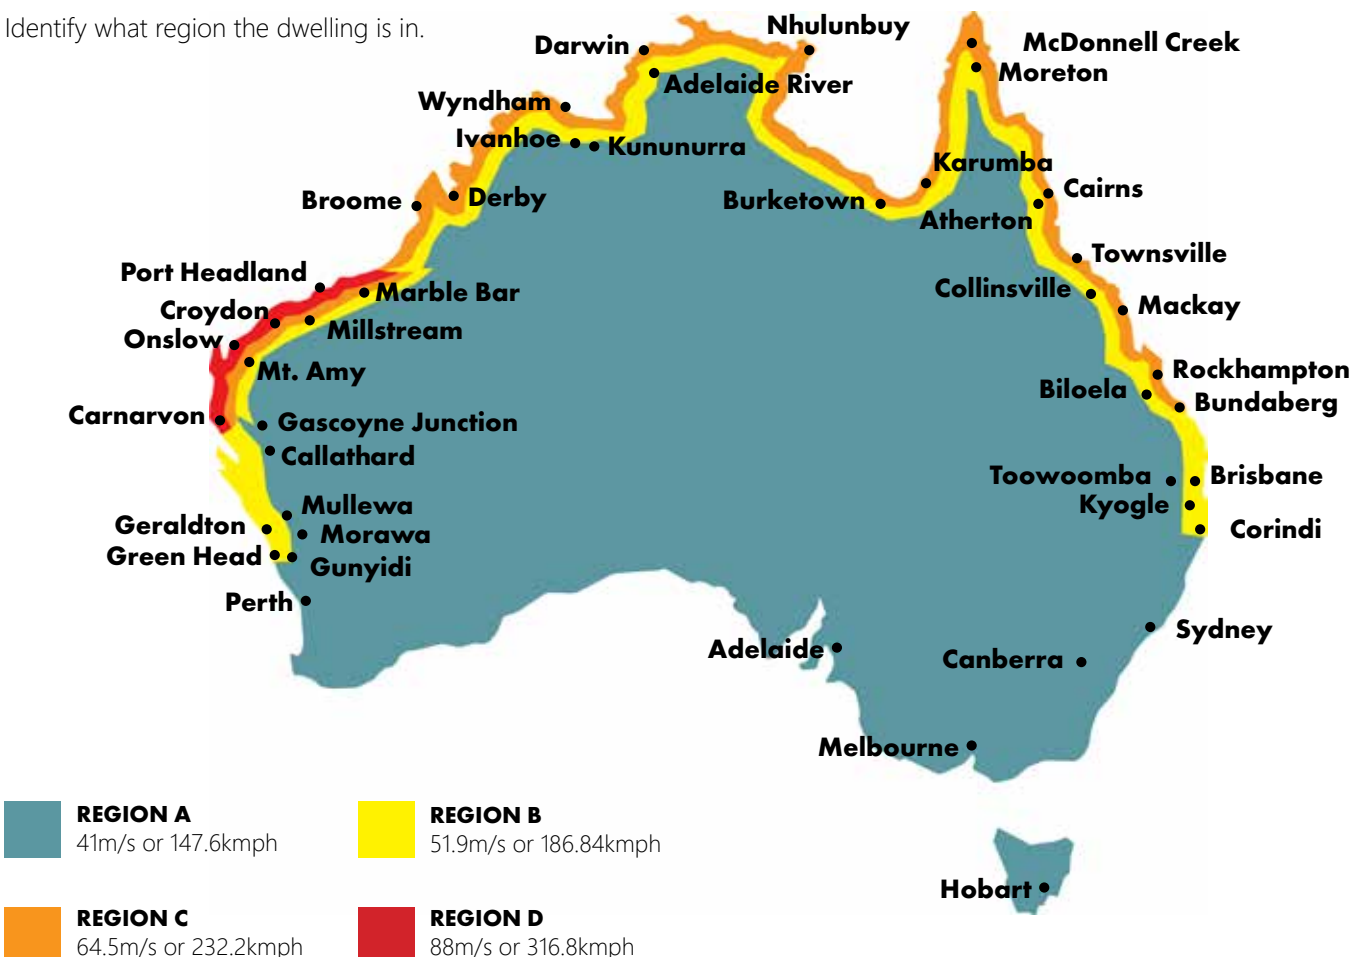 Identify what region the dwelling is in.
Nhulunbuy
Darwin
McDonnell Creek
Moreton
Adelaide River
Wyndham
Ivanhoe
Kununurra
Karumba
Cairns
Broome
Derby
Burketown
Atherton
Townsville
Port Headland
Marble Bar
Collinsville
Croydon
Mackay
Millstream
Onslow
Mt. Amy
Rockhampton
Biloela
Bundaberg
Carnarvon
Gascoyne Junction
Callathard
Toowoomba
Brisbane
Mullewa
Kyogle
Geraldton
Morawa
Corindi
Green Head
Gunyidi
Perth
Sydney
Adelaide
Canberra
Melbourne
REGION A
41m/s or 147.6kmph
REGION B
51.9m/s or 186.84kmph
Hobart
REGION C
64.5m/s or 232.2kmph
REGION D
88m/s or 316.8kmph